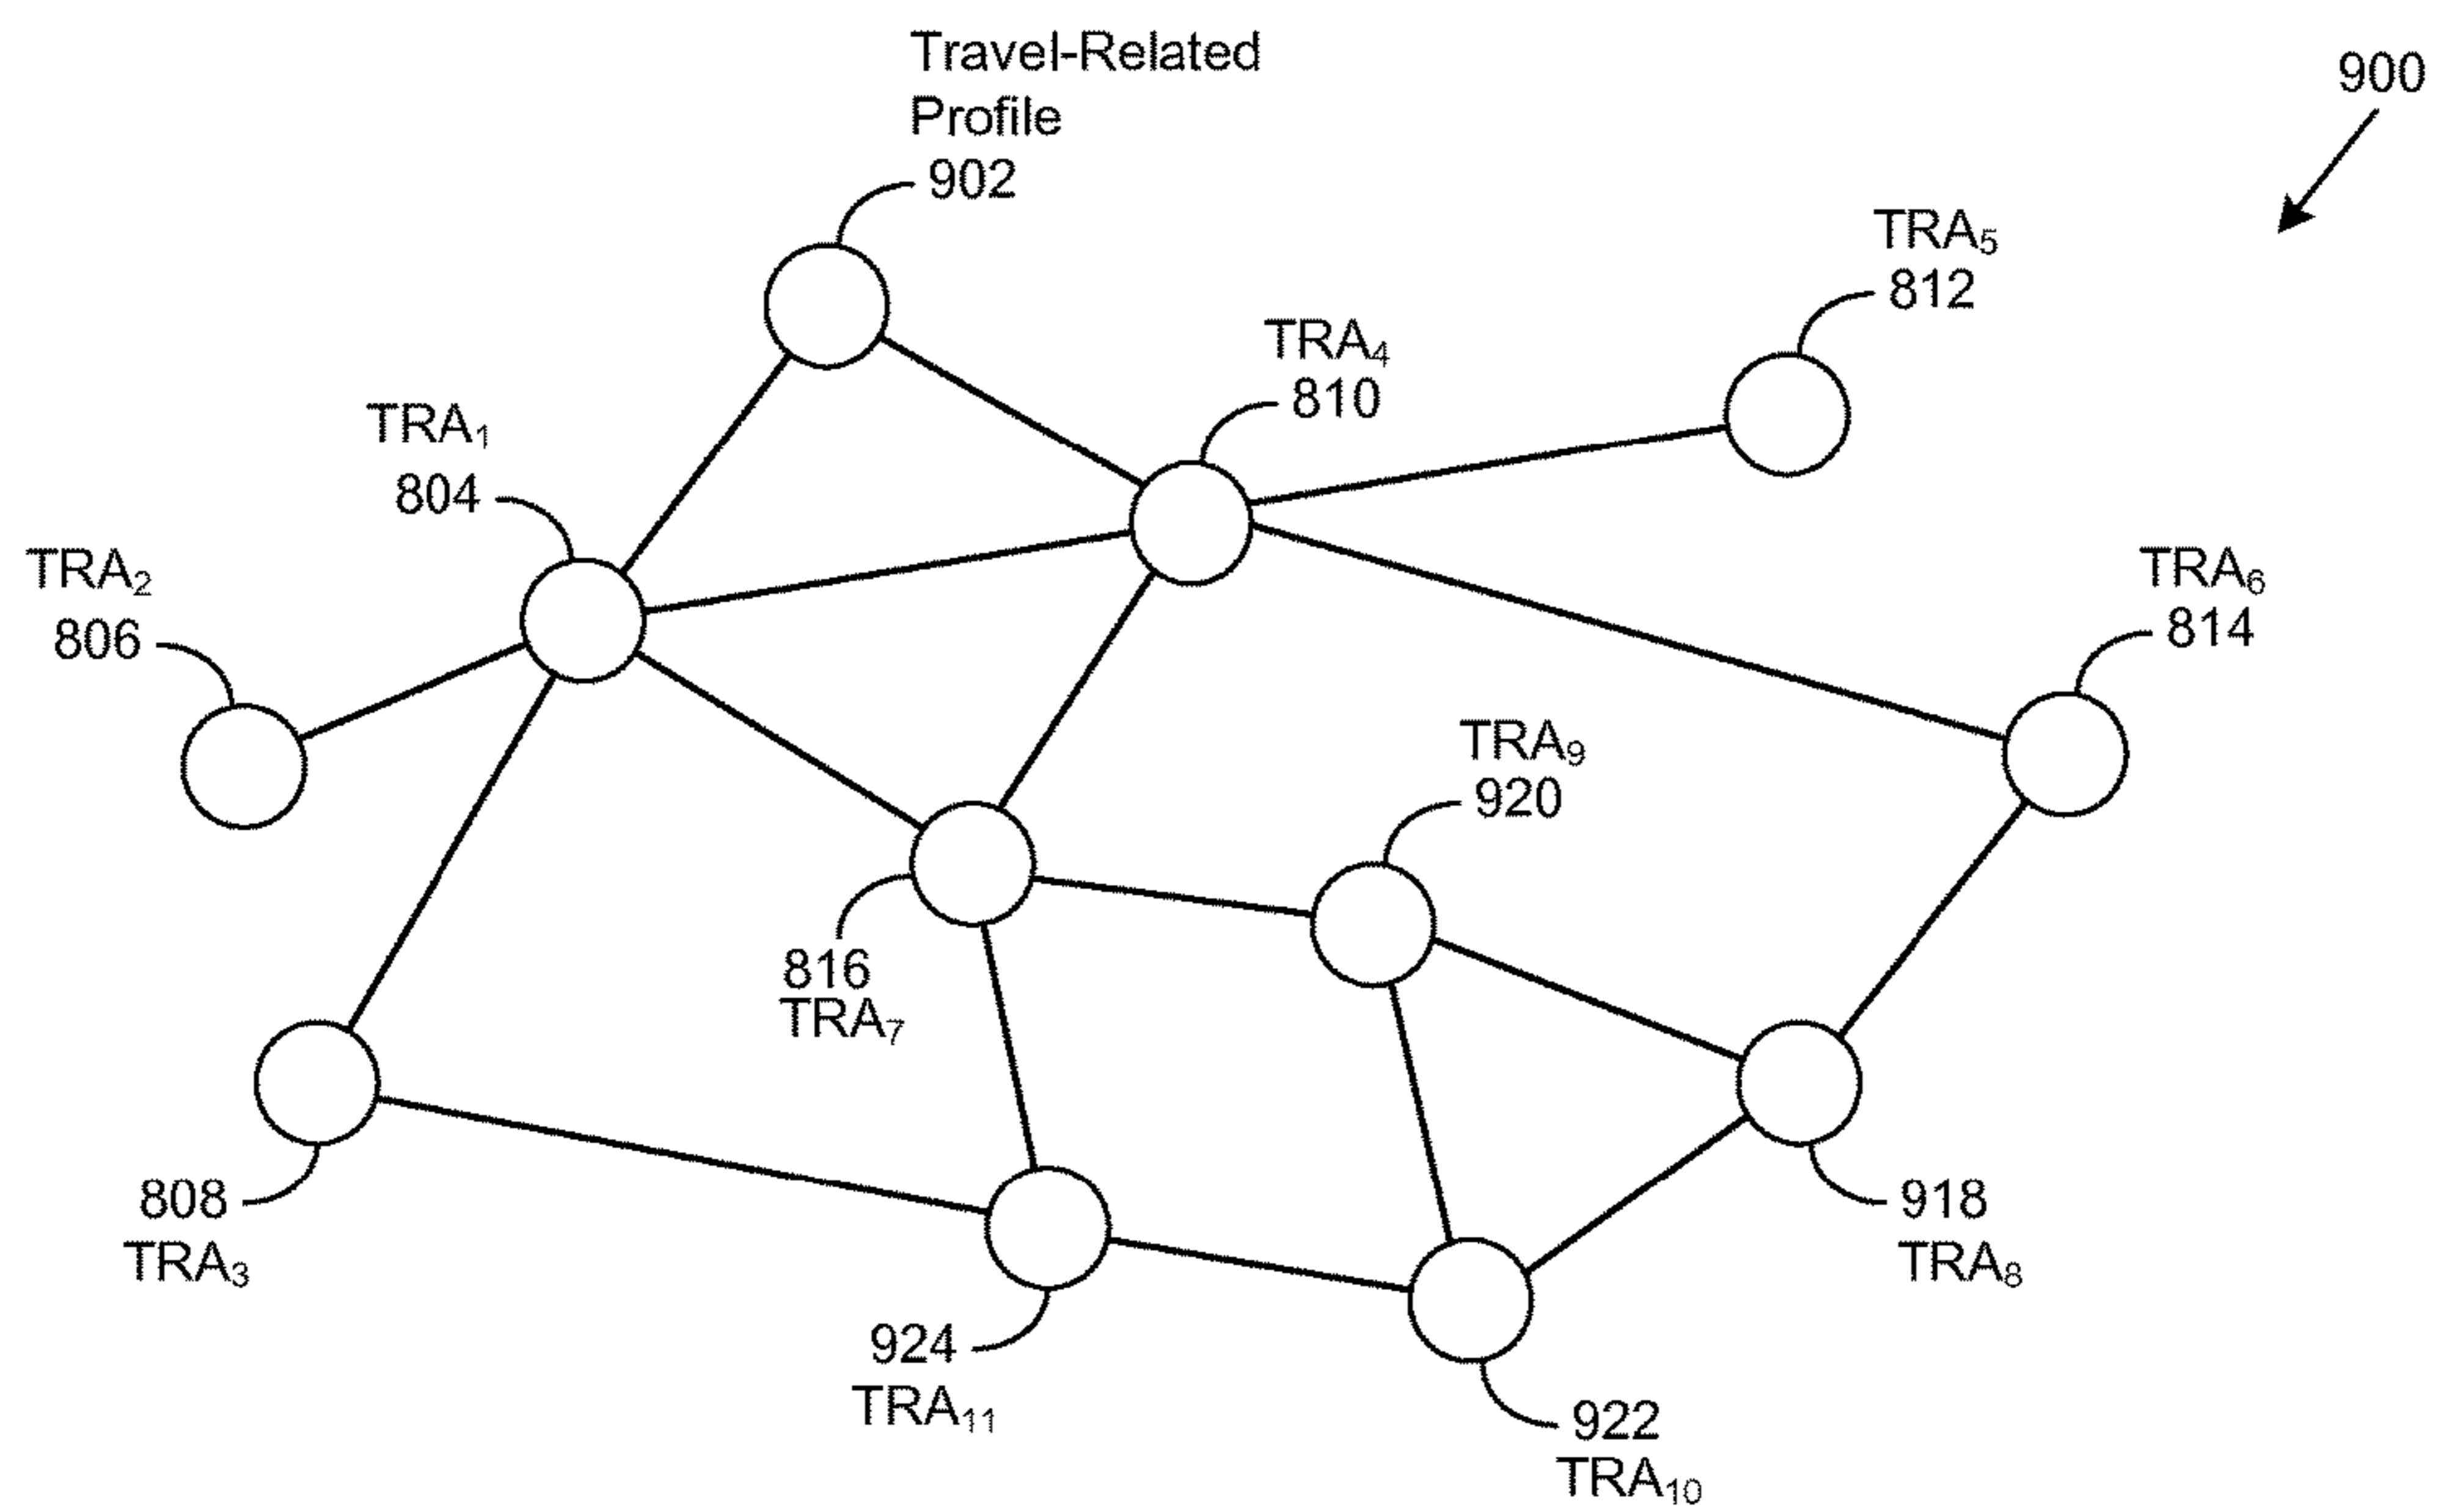 Travel-Related
Profile
902
900
TRA5
812
TRA4
810
TRA1
804
TRA2
806
TRA6
814
TRA9
920
816
TRA7
808
TRA3
918
TRA8
924
TRA11
922
TRA10